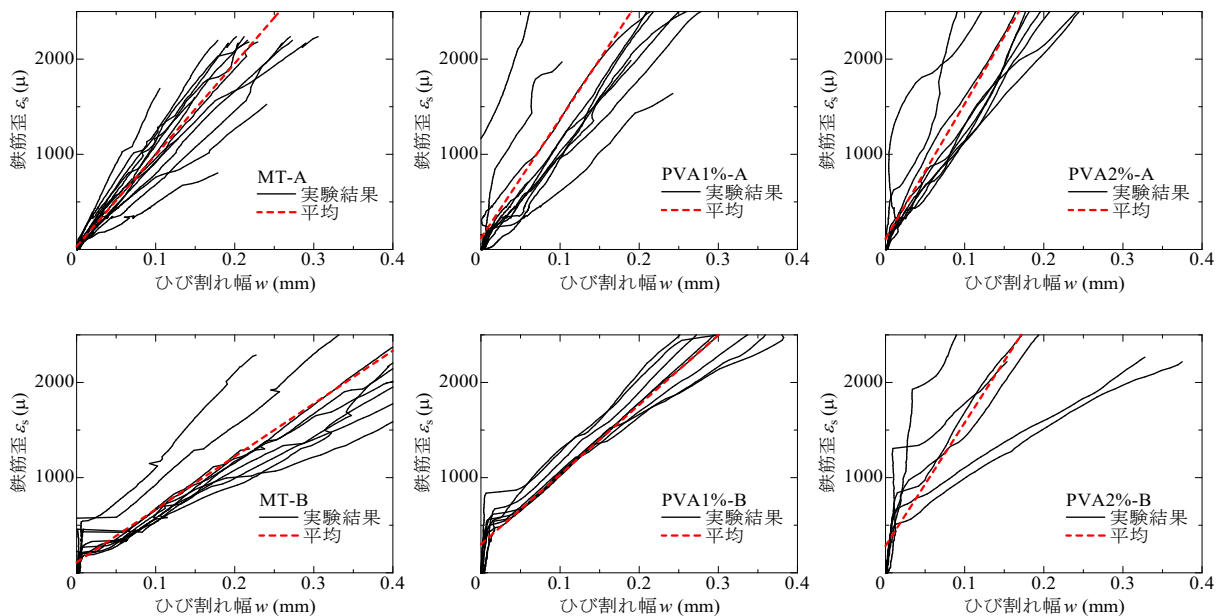 鉄筋歪 εs (μ)
2000
1000
0
0.1
0.2
0.3
0.4
ひび割れ幅 w (mm)
MT-A
実験結果
平均
鉄筋歪 εs (μ)
2000
1000
0
0.1
0.2
0.3
0.4
ひび割れ幅 w (mm)
PVA1%-A
実験結果
平均
鉄筋歪 εs (μ)
2000
1000
0
0.1
0.2
0.3
0.4
ひび割れ幅 w (mm)
PVA2%-A
実験結果
平均
鉄筋歪 εs (μ)
2000
1000
0
0.1
0.2
0.3
0.4
ひび割れ幅 w (mm)
MT-B
実験結果
平均
鉄筋歪 εs (μ)
2000
1000
0
0.1
0.2
0.3
0.4
ひび割れ幅 w (mm)
PVA1%-B
実験結果
平均
鉄筋歪 εs (μ)
2000
1000
0
0.1
0.2
0.3
0.4
ひび割れ幅 w (mm)
PVA2%-B
実験結果
平均